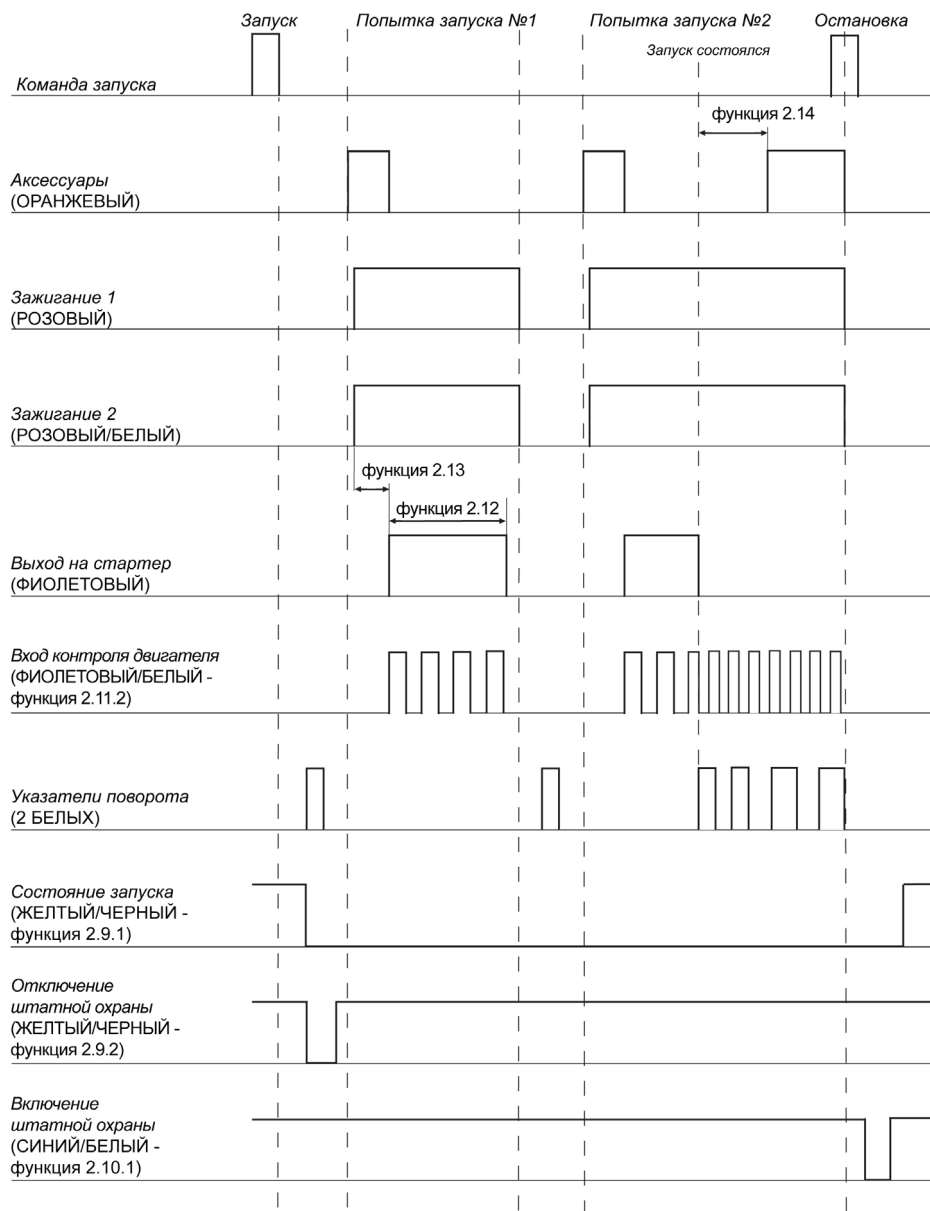 Запуск
Попытка запуска №1
Попытка запуска №2
Остановка
Запуск состоялся
Команда запуска
функция 2.14
Аксессуары
(ОРАНЖЕВЫЙ)
Зажигание 1
(РОЗОВЫЙ)
Зажигание 2
(РОЗОВЫЙ/БЕЛЫЙ)
функция 2.13
функция 2.12
Выход на стартер
(ФИОЛЕТОВЫЙ)
Вход контроля двигателя
(ФИОЛЕТОВЫЙ/БЕЛЫЙ -
функция 2.11.2)
Указатели поворота
(2 БЕЛЫХ)
Состояние запуска
(ЖЕЛТЫЙ/ЧЕРНЫЙ -
функция 2.9.1)
Отключение
штатной охраны
(ЖЕЛТЫЙ/ЧЕРНЫЙ -
функция 2.9.2)
Включение
штатной охраны
(СИНИЙ/БЕЛЫЙ -
функция 2.10.1)